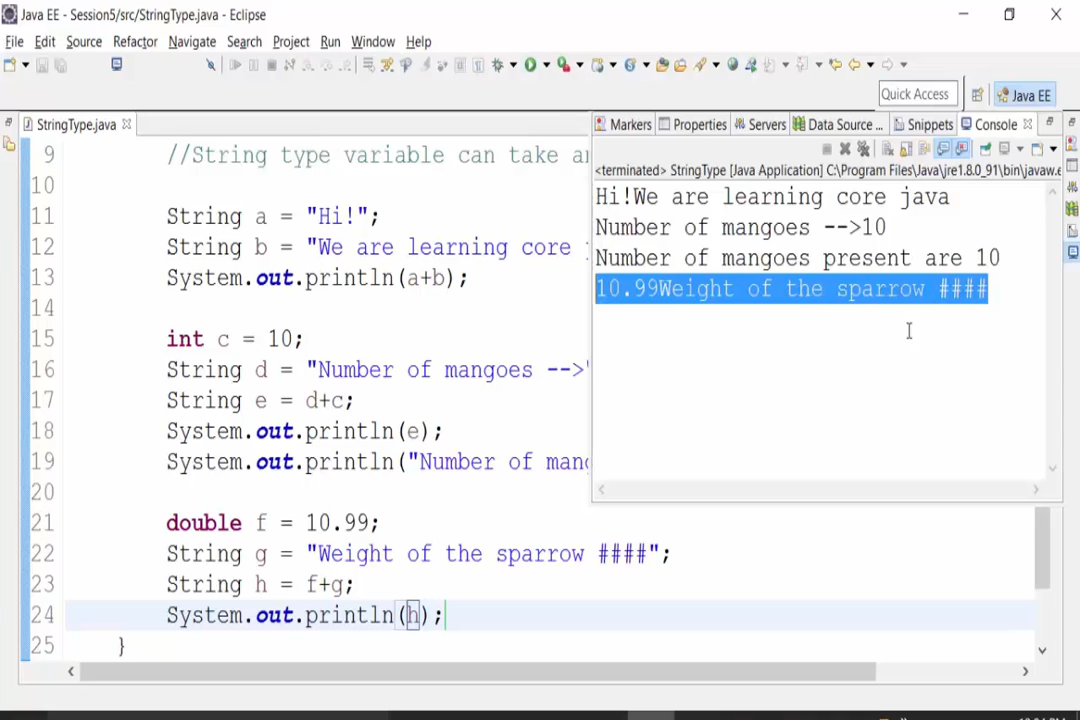 Java EE - Session5/src/StringType.java - Eclipse
File Edit Source Refactor Navigate Search Project Run Window Help
Quick Access
Java EE
StringType.java
Markers Properties Servers Data Source ... Snippets Console
<terminated> StringType [Java Application] C:\Program Files\Java\jre1.8.0_91\bin\javaw.e
Hi!We are learning core java
Number of mangoes -->10
Number of mangoes present are 10
10.99Weight of the sparrow ####
9 //String type variable can take an
10
11 String a = "Hi!";
12 String b = "We are learning core
13 System.out.println(a+b);
14
15 int c = 10;
16 String d = "Number of mangoes -->"
17 String e = d+c;
18 System.out.println(e);
19 System.out.println("Number of man
20
21 double f = 10.99;
22 String g = "Weight of the sparrow ####";
23 String h = f+g;
24 System.out.println(h);
25 }